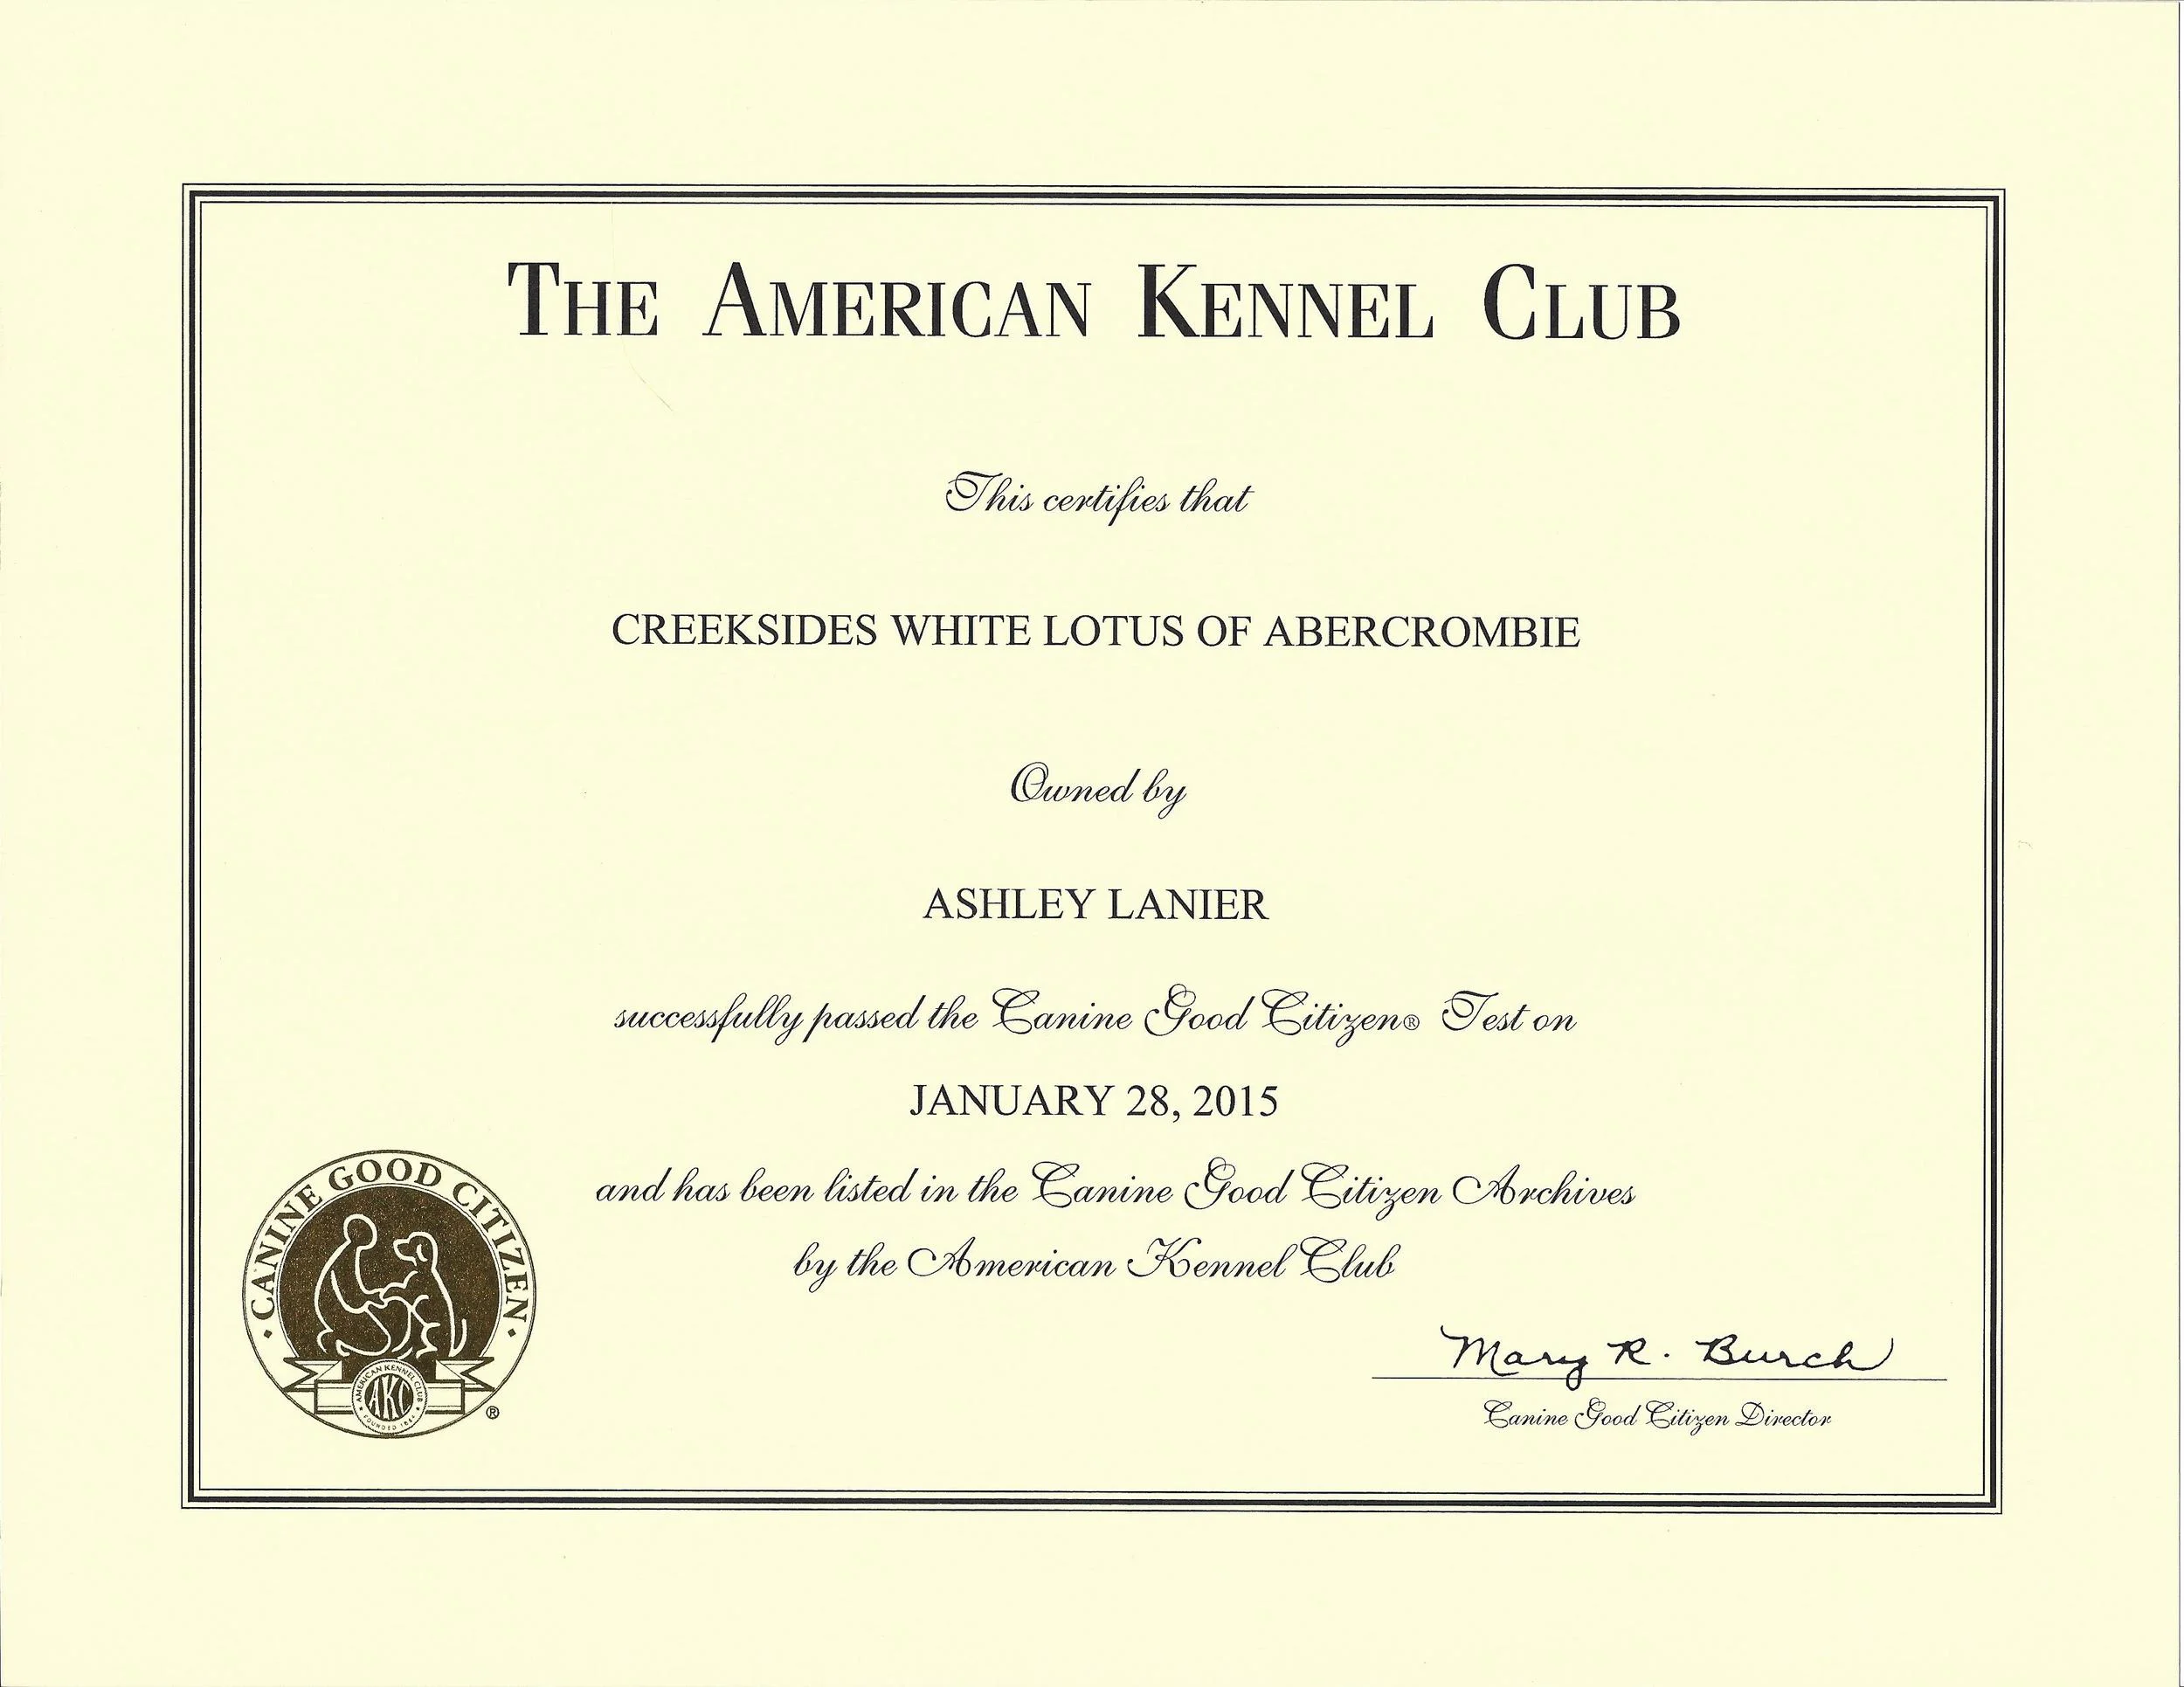 THE AMERICAN KENNEL CLUB
This certifies that
CREEKSIDES WHITE LOTUS OF ABERCROMBIE
Owned by
ASHLEY LANIER
successfully passed the Canine Good Citizen® Test on
JANUARY 28, 2015
and has been listed in the Canine Good Citizen Archives
by the American Kennel Club
· CANINE GOOD CITIZEN ·
AMERICAN KENNEL CLUB
AKC
FOUNDED 1884
®
Mary R. Burch
Canine Good Citizen Director